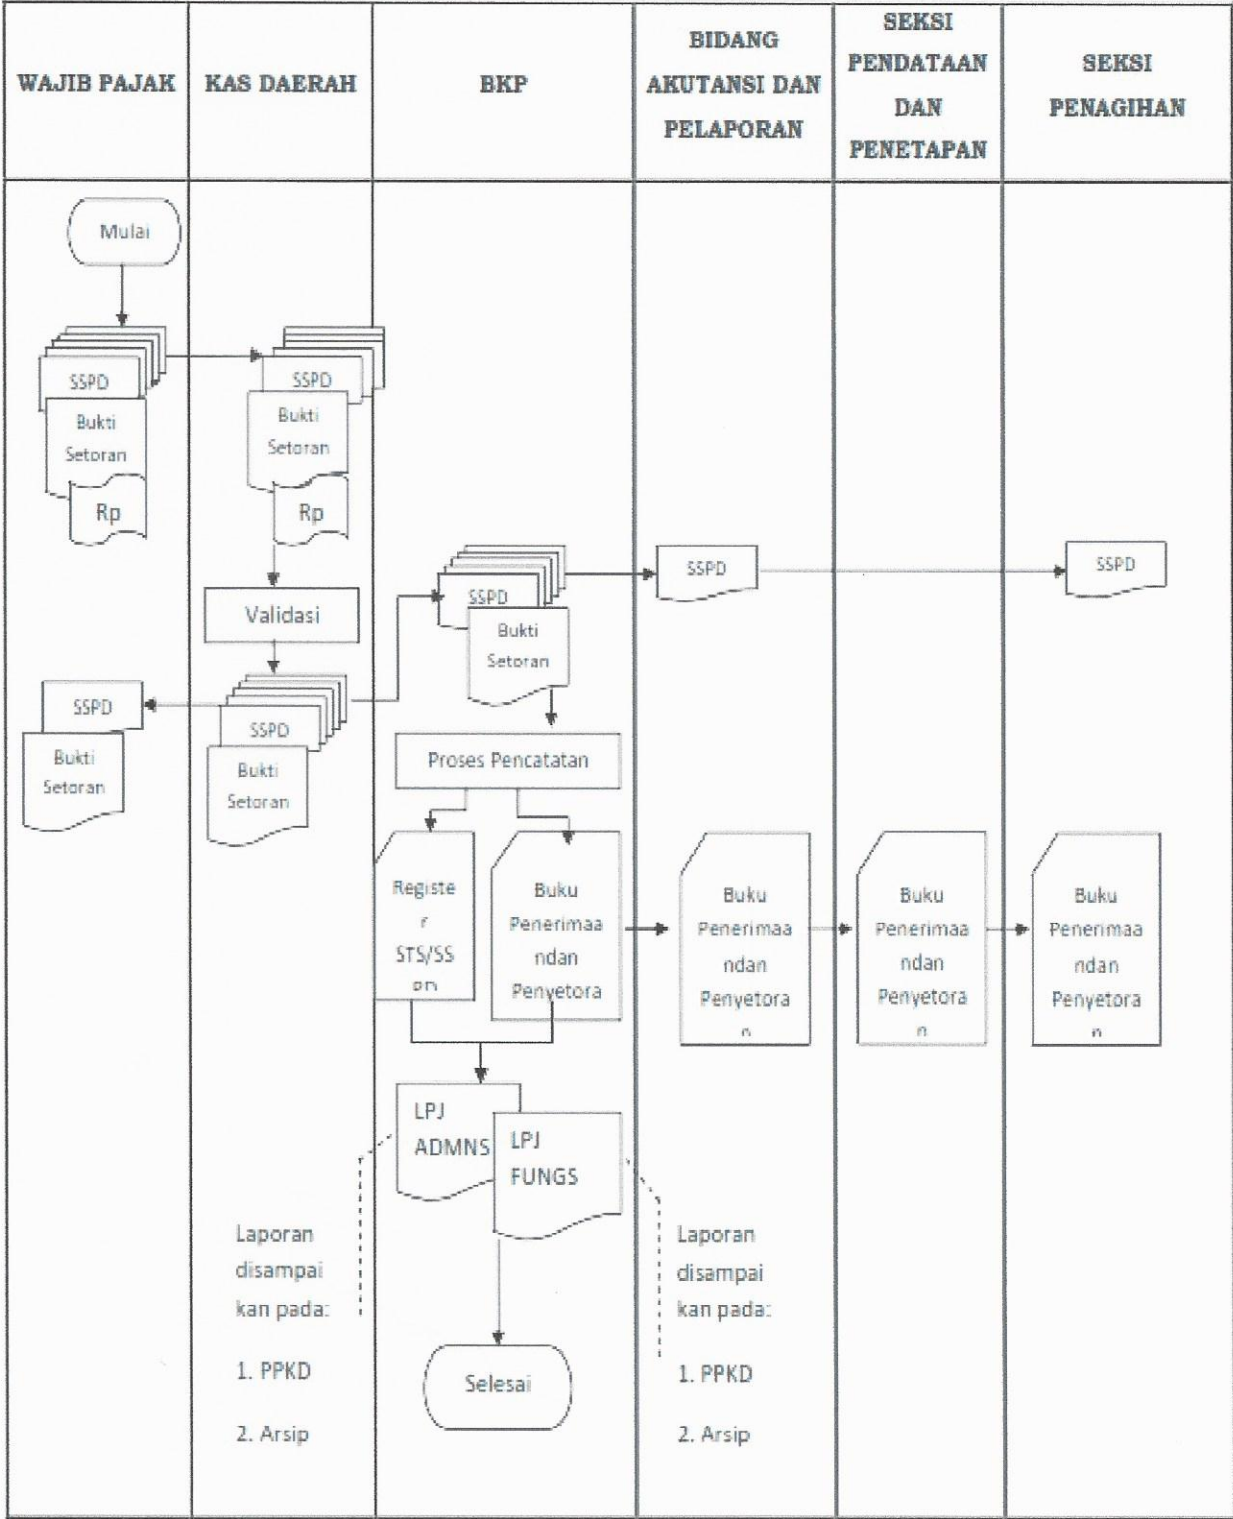 WAJIB PAJAK
KAS DAERAH
BKP
BIDANG
AKUTANSI DAN
PELAPORAN
SEKSI
PENDATAAN
DAN
PENETAPAN
SEKSI
PENAGIHAN
Mulai
SSPD
Bukti
Setoran
Rp
SSPD
Bukti
Setoran
Rp
Validasi
SSPD
Bukti
Setoran
SSPD
SSPD
SSPD
Bukti
Setoran
SSPD
Bukti
Setoran
Proses Pencatatan
Registe
r
STS/SS
PD
Buku
Penerimaa
ndan
Penyetora
Buku
Penerimaa
ndan
Penyetora
n
Buku
Penerimaa
ndan
Penyetora
n
Buku
Penerimaa
ndan
Penyetora
n
LPJ
ADMNS
LPJ
FUNGS
Laporan
disampai
kan pada:
1. PPKD
2. Arsip
Laporan
disampai
kan pada:
1. PPKD
2. Arsip
Selesai